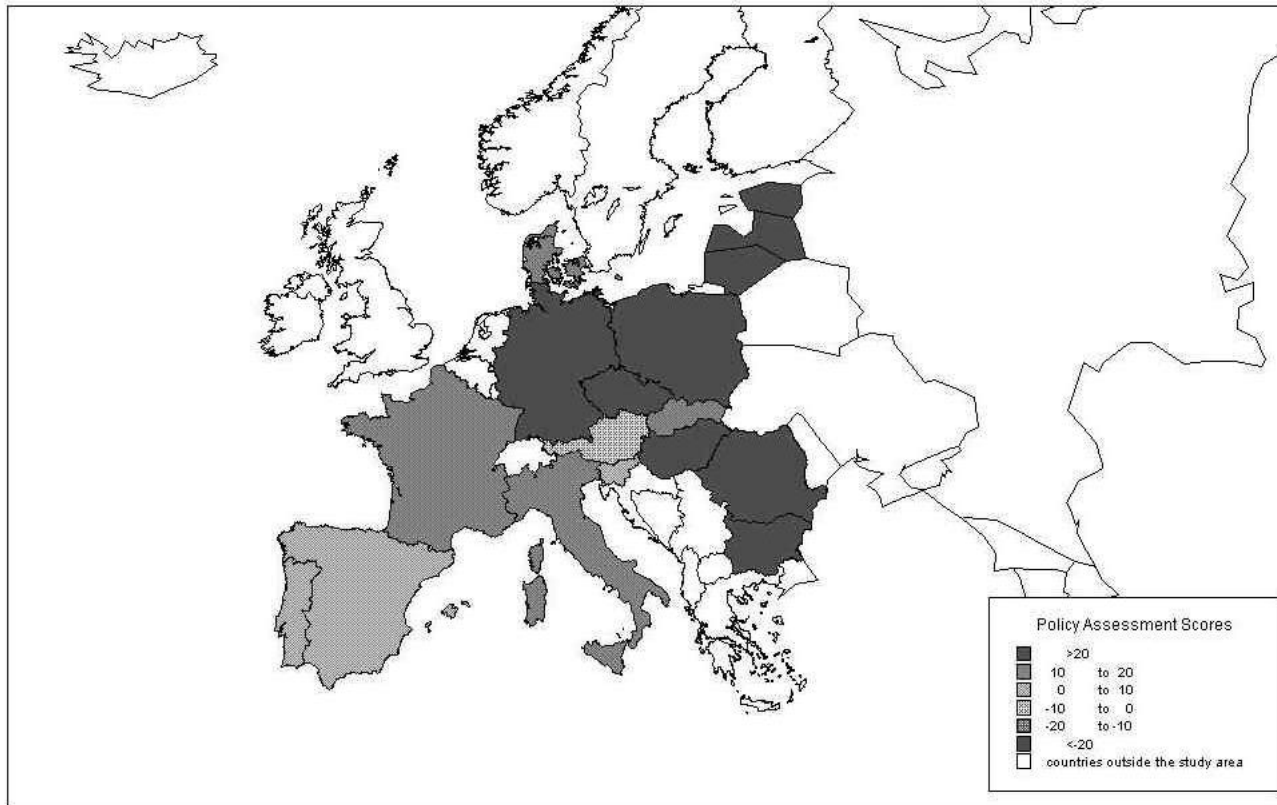 Policy Assessment Scores
>20
10 to 20
0 to 10
-10 to 0
-20 to -10
<-20
countries outside the study area